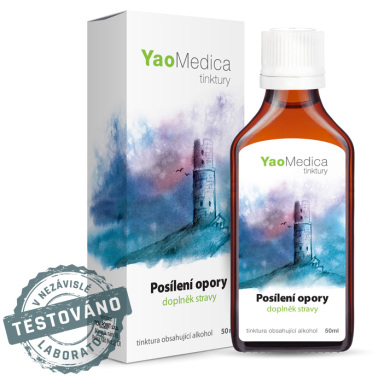 YaoMedica
tinktury
Posílení opory
doplněk stravy
tinktura obsahující alkohol 50ml
YaoMedica
tinktury
Posílení opory
doplněk stravy
tinktura obsahující alkohol 50ml
V NEZÁVISLÉ
TESTOVÁNO
LABORATOŘI